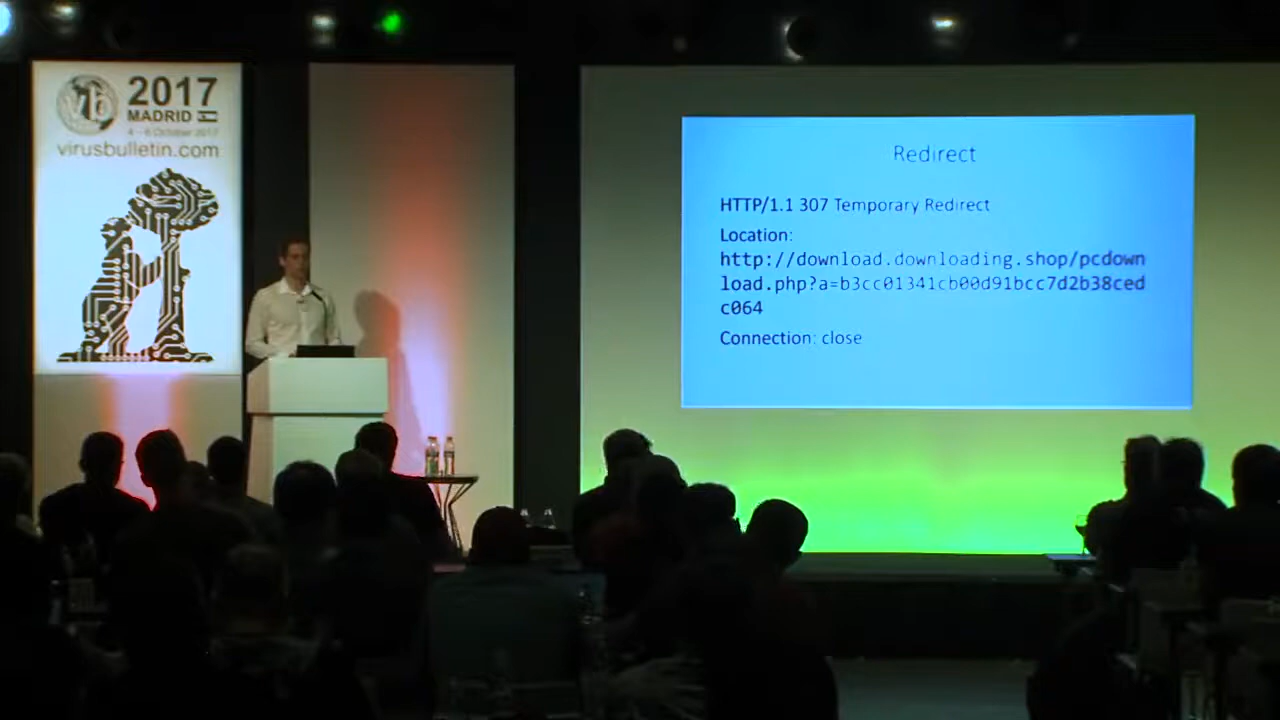 vb
2017
MADRID
4 - 6 October 2017
virusbulletin.com
Redirect
HTTP/1.1 307 Temporary Redirect
Location:
http://download.downloading.shop/pcdown
load.php?a=b3cc01341cb00d91bcc7d2b38ced
c064
Connection: close